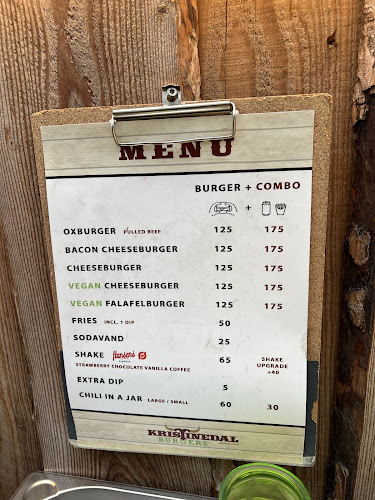 MENU
BURGER + COMBO
+
OXBURGER PULLED BEEF 125 175
BACON CHEESEBURGER 125 175
CHEESEBURGER 125 175
VEGAN CHEESEBURGER 125 175
VEGAN FALAFELBURGER 125 175
FRIES INCL. 1 DIP 50
SODAVAND 25
SHAKE Hansens 65 SHAKE
STRAWBERRY CHOCOLATE VANILLA COFFEE UPGRADE
+40
EXTRA DIP 5
CHILI IN A JAR LARGE / SMALL 60 30
KRISTINEDAL
BURGERS